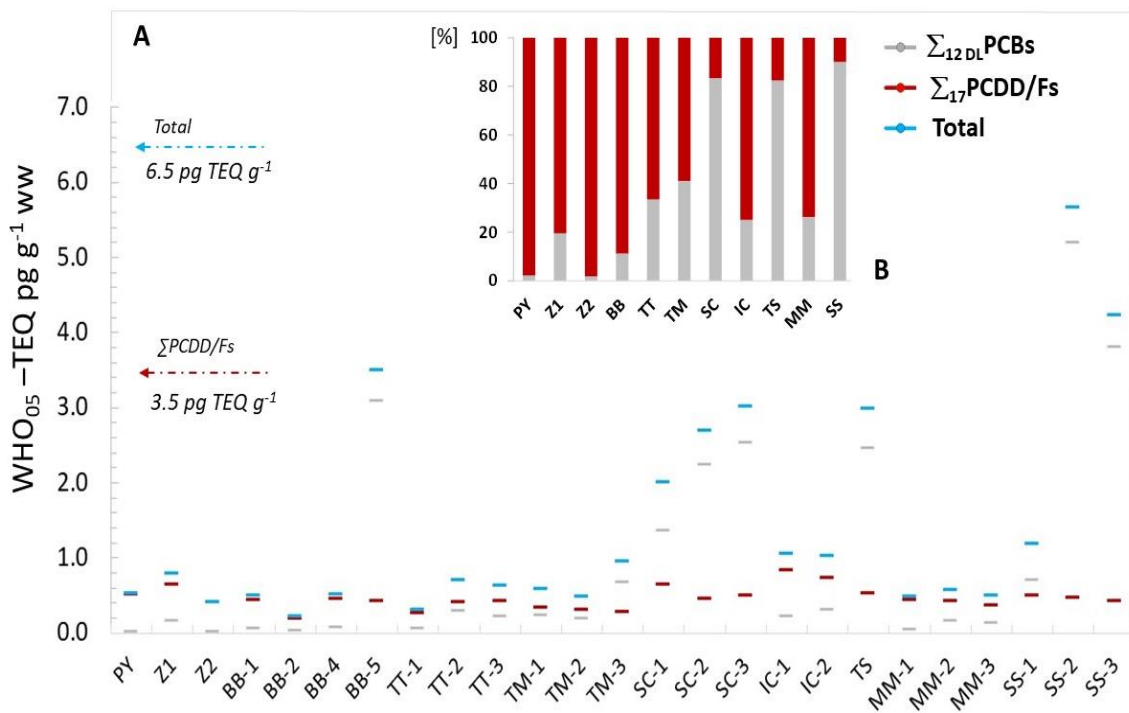 A
[%]
100
80
60
40
20
0
PY
Z1
Z2
BB
TT
TM
SC
IC
TS
MM
SS
B
∑12 DLPCBs
∑17PCDD/Fs
Total
WHO05 –TEQ pg g-1 ww
7.0
6.0
5.0
4.0
3.0
2.0
1.0
0.0
Total
6.5 pg TEQ g-1
∑PCDD/Fs
3.5 pg TEQ g-1
PY
Z1
Z2
BB-1
BB-2
BB-4
BB-5
TT-1
TT-2
TT-3
TM-1
TM-2
TM-3
SC-1
SC-2
SC-3
IC-1
IC-2
TS
MM-1
MM-2
MM-3
SS-1
SS-2
SS-3